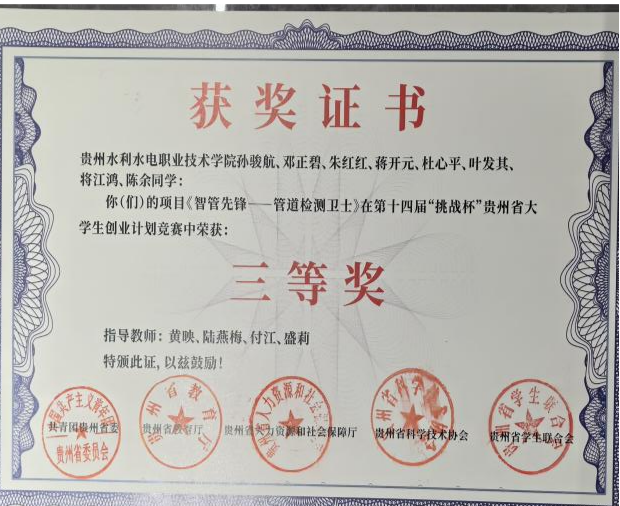 获奖证书
贵州水利水电职业技术学院孙骏航、邓正碧、朱红红、蒋开元、杜心平、叶发其、
将江鸿、陈余同学：
你(们)的项目《智管先锋——管道检测卫士》在第十四届“挑战杯”贵州省大
学生创业计划竞赛中荣获：
三等奖
指导教师：黄映、陆燕梅、付江、盛莉
特颁此证，以兹鼓励！
共青团贵州省委 贵州省教育厅 贵州省人力资源和社会保障厅 贵州省科学技术协会 贵州省学生联合会
贵州省委员会